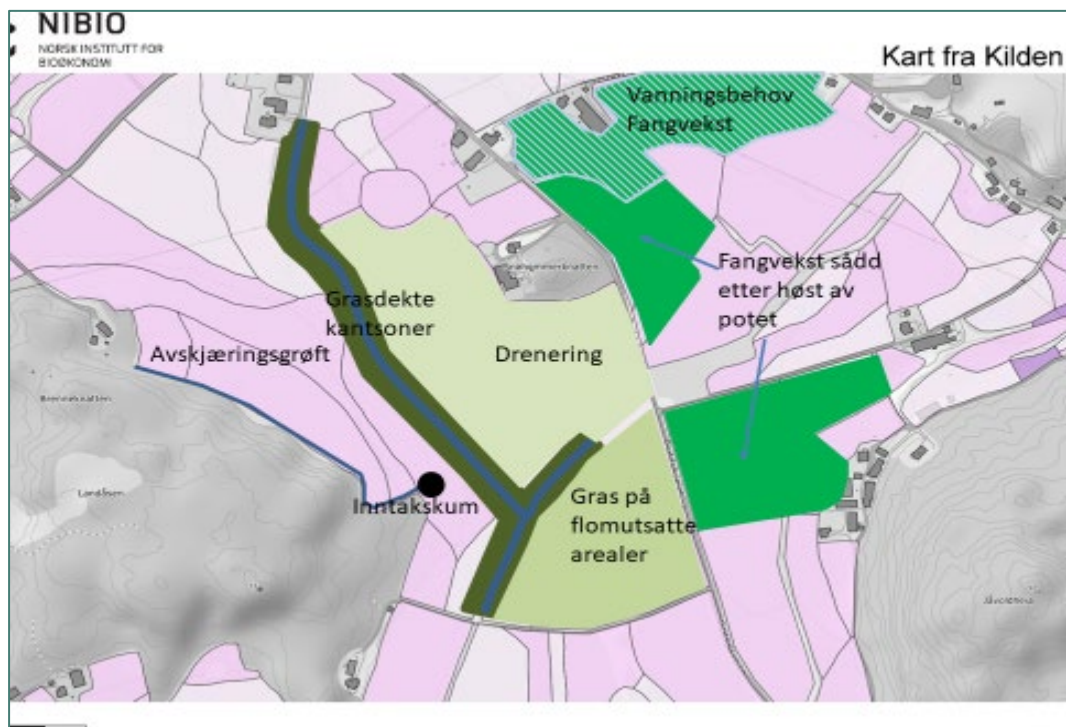 NIBIO
NORSK INSTITUTT FOR
BIOØKONOMI
Kart fra Kilden
Vanningsbehov
Fangvekst
Fangvekst sådd
etter høst av
potet
Grasdekte
kantsoner
Avskjæringsgrøft
Drenering
Inntakskum
Gras på
flomutsatte
arealer
Landåsen